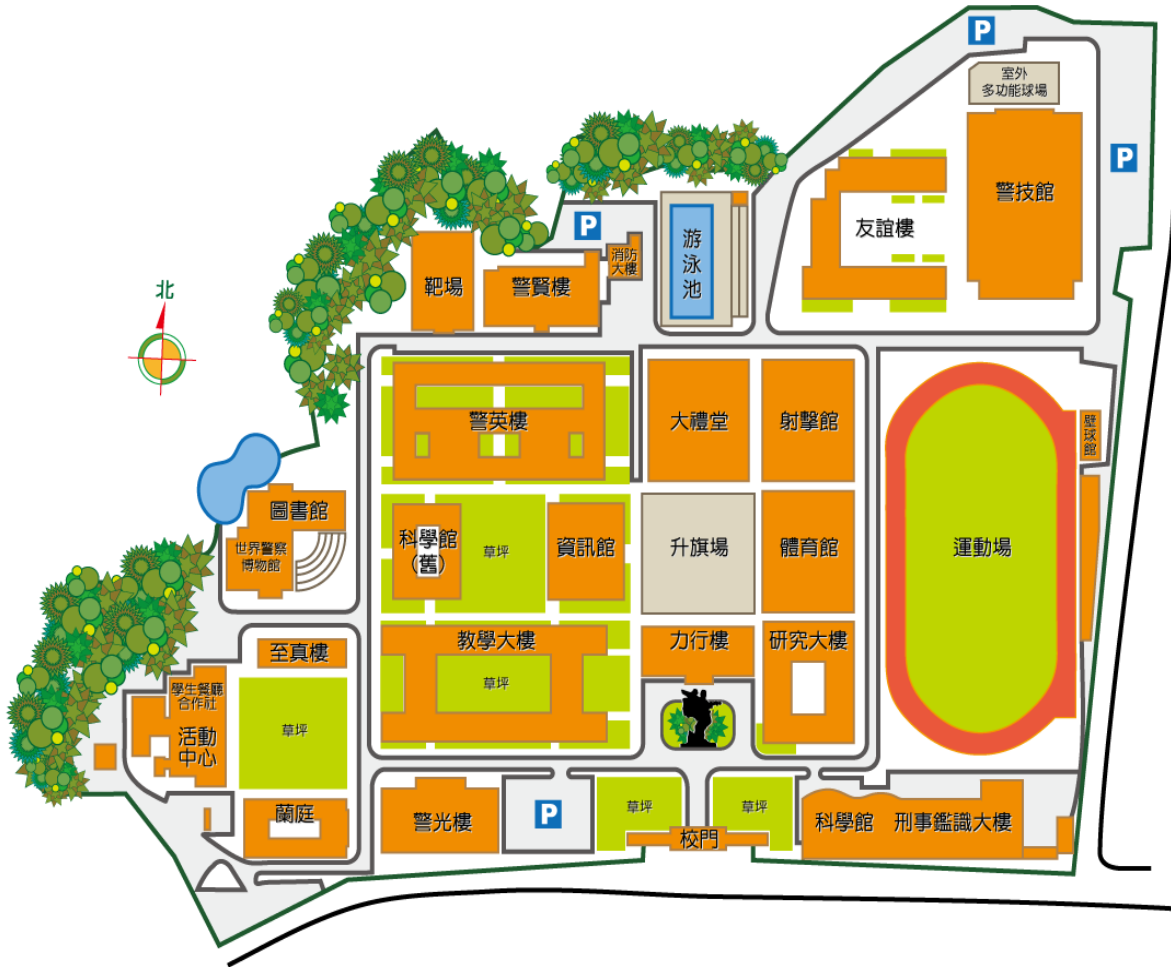 P
室外
多功能球場
P
警技館
友誼樓
P
消防
大樓
游泳池
靶場
警賢樓
北
警英樓
大禮堂
射擊館
壁球館
圖書館
世界警察
博物館
科學館
（舊）
草坪
資訊館
升旗場
體育館
運動場
至真樓
教學大樓
草坪
力行樓
研究大樓
學生餐廳
合作社
活動
中心
草坪
蘭庭
警光樓
P
草坪
草坪
校門
科學館
刑事鑑識大樓